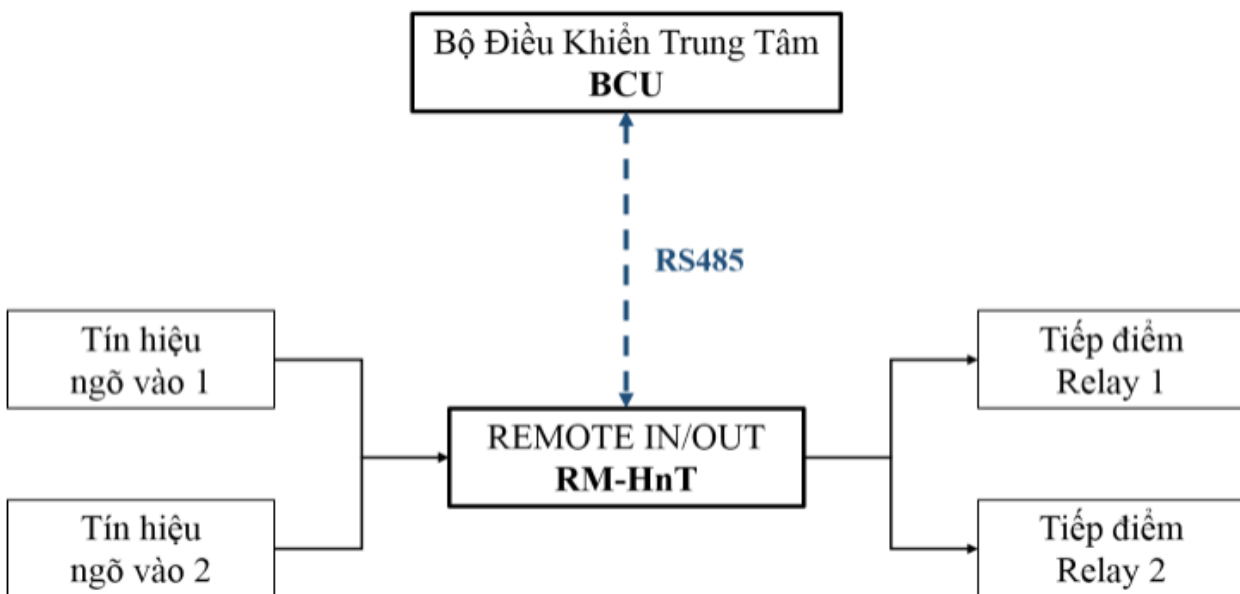 Bộ Điều Khiển Trung Tâm
BCU
RS485
Tín hiệu
ngõ vào 1
Tín hiệu
ngõ vào 2
REMOTE IN/OUT
RM-HnT
Tiếp điểm
Relay 1
Tiếp điểm
Relay 2